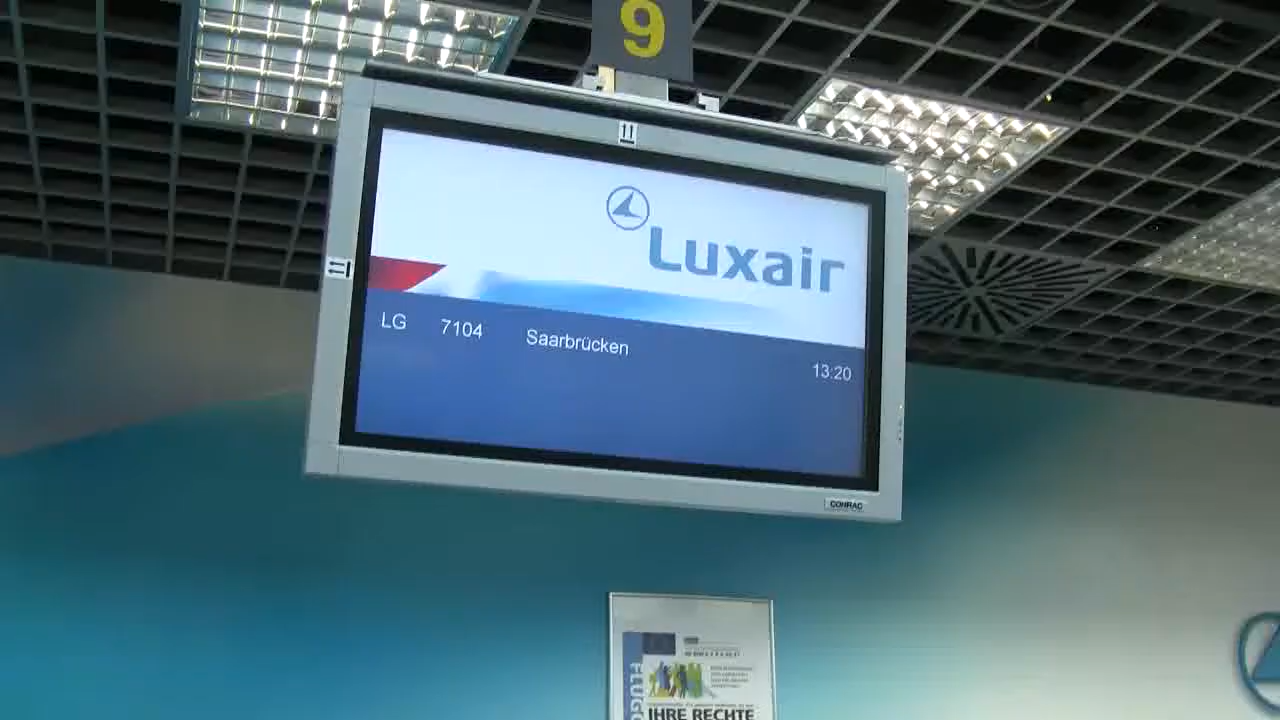 9
Luxair
LG 7104 Saarbrücken 13:20
CONRAC
IHRE RECHTE